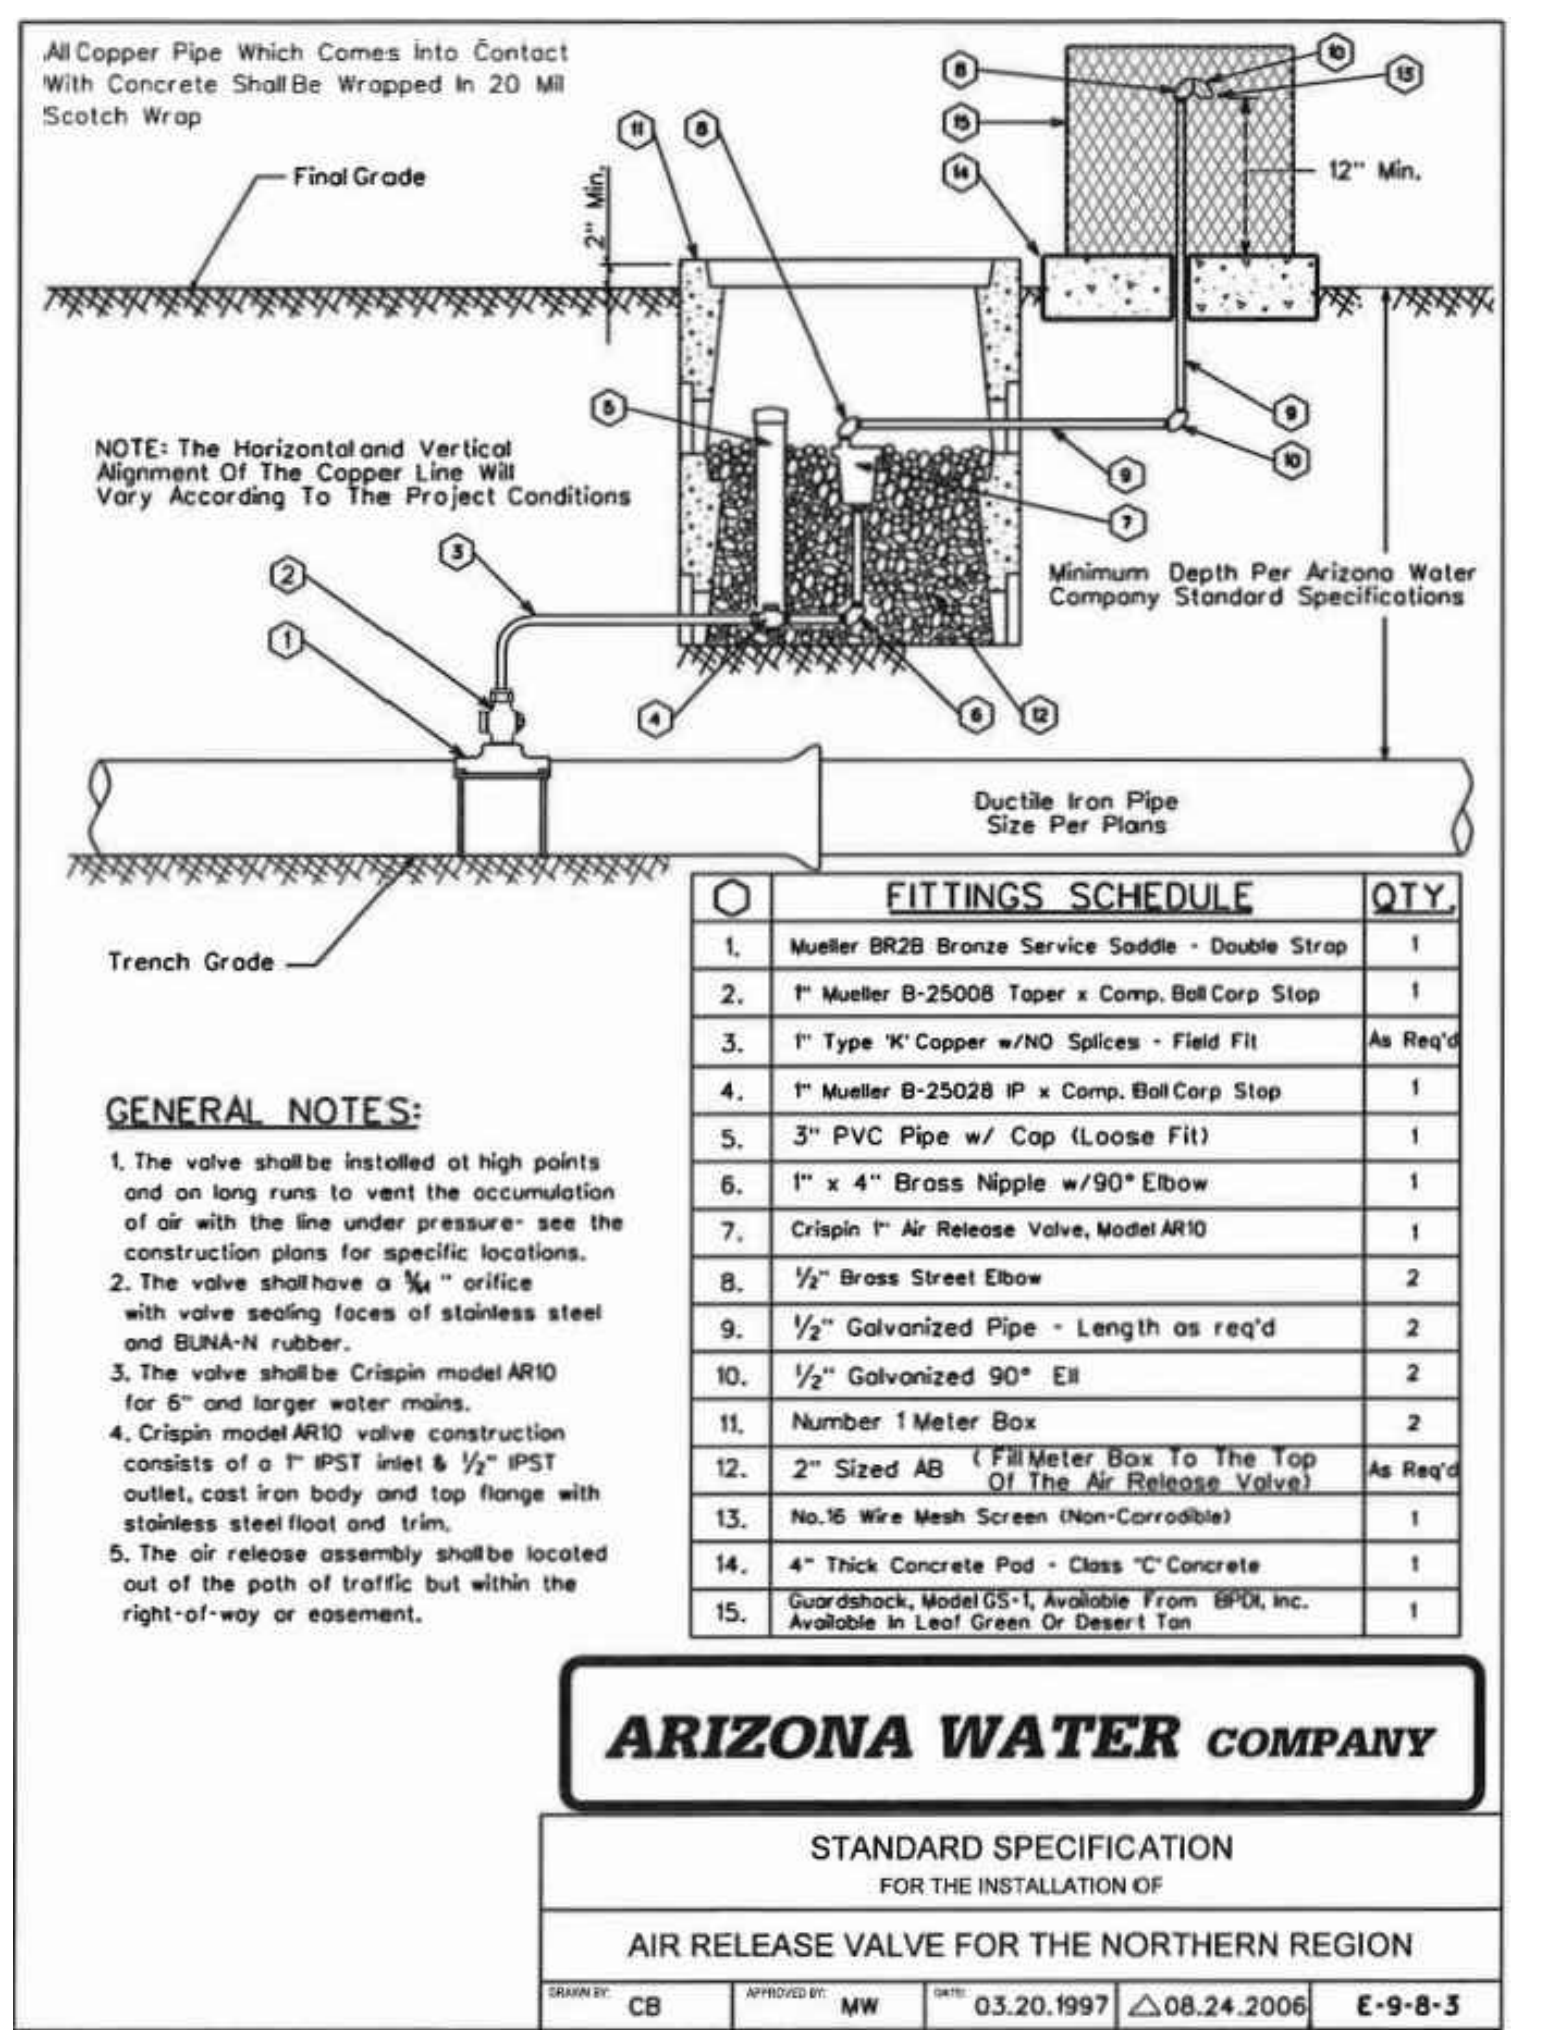 All Copper Pipe Which Comes Into Contact
With Concrete Shall Be Wrapped In 20 Mil
Scotch Wrap
Final Grade
2" Min.
11
8
8
15
14
10
13
12" Min.
5
9
10
9
7
NOTE: The Horizontal and Vertical
Alignment Of The Copper Line Will
Vary According To The Project Conditions
3
2
1
4
6
12
Minimum Depth Per Arizona Water
Company Standard Specifications
Ductile Iron Pipe
Size Per Plans
Trench Grade
FITTINGS SCHEDULE QTY.
1. Mueller BR2B Bronze Service Saddle - Double Strap 1
2. 1" Mueller B-25008 Taper x Comp. Ball Corp Stop 1
3. 1" Type 'K' Copper w/NO Splices - Field Fit As Req'd
4. 1" Mueller B-25028 IP x Comp. Ball Corp Stop 1
5. 3" PVC Pipe w/ Cap (Loose Fit) 1
6. 1" x 4" Brass Nipple w/90° Elbow 1
7. Crispin 1" Air Release Valve, Model AR10 1
8. 1/2" Brass Street Elbow 2
9. 1/2" Galvanized Pipe - Length as req'd 2
10. 1/2" Galvanized 90° Ell 2
11. Number 1 Meter Box 2
12. 2" Sized AB (Fill Meter Box To The Top
Of The Air Release Valve) As Req'd
13. No.16 Wire Mesh Screen (Non-Corrodible) 1
14. 4" Thick Concrete Pad - Class "C" Concrete 1
15. Guardshack, Model GS-1, Available From BPDI, Inc.
Available In Leaf Green Or Desert Tan 1
GENERAL NOTES:
1. The valve shall be installed at high points
and on long runs to vent the accumulation
of air with the line under pressure- see the
construction plans for specific locations.
2. The valve shall have a " orifice
with valve sealing faces of stainless steel
and BUNA-N rubber.
3. The valve shall be Crispin model AR10
for 6" and larger water mains.
4. Crispin model AR10 valve construction
consists of a 1" IPST inlet & 1/2" IPST
outlet, cast iron body and top flange with
stainless steel float and trim.
5. The air release assembly shall be located
out of the path of traffic but within the
right-of-way or easement.
ARIZONA WATER COMPANY
STANDARD SPECIFICATION
FOR THE INSTALLATION OF
AIR RELEASE VALVE FOR THE NORTHERN REGION
DRAWN BY: CB APPROVED BY: MW DATE: 03.20.1997 △08.24.2006 E-9-8-3